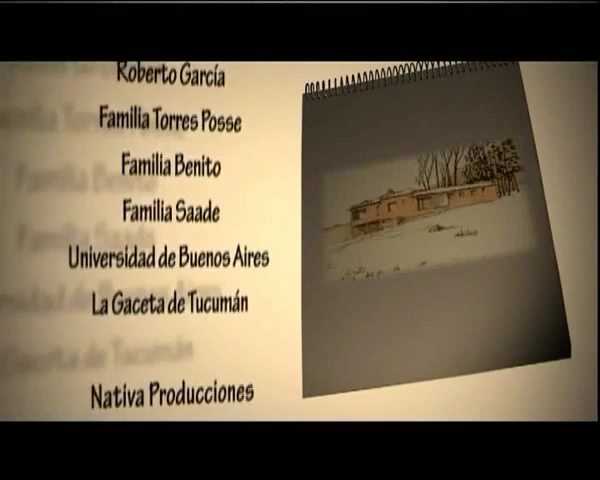 Roberto García
Familia Torres Posse
Familia Benito
Familia Saade
Universidad de Buenos Aires
La Gaceta de Tucumán
Nativa Producciones